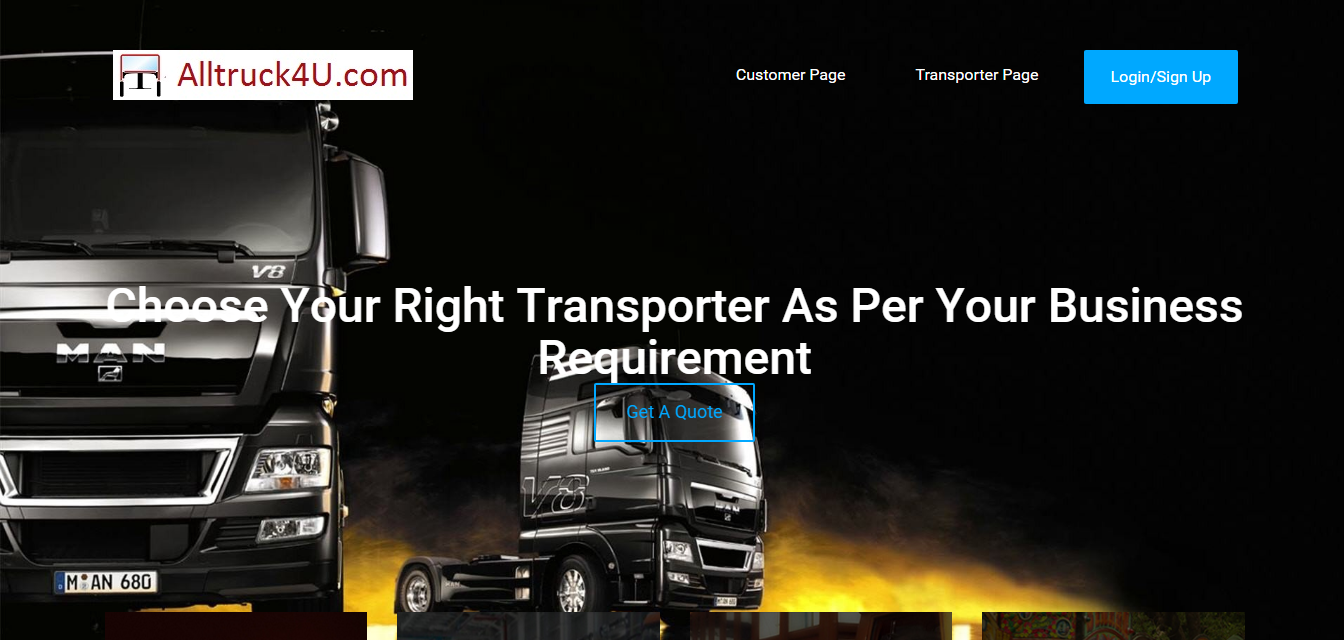 Alltruck4U.com
Customer Page
Transporter Page
Login/Sign Up
V8
Choose Your Right Transporter As Per Your Business
Requirement
MAN
Get A Quote
V8
MAN
M AN 680